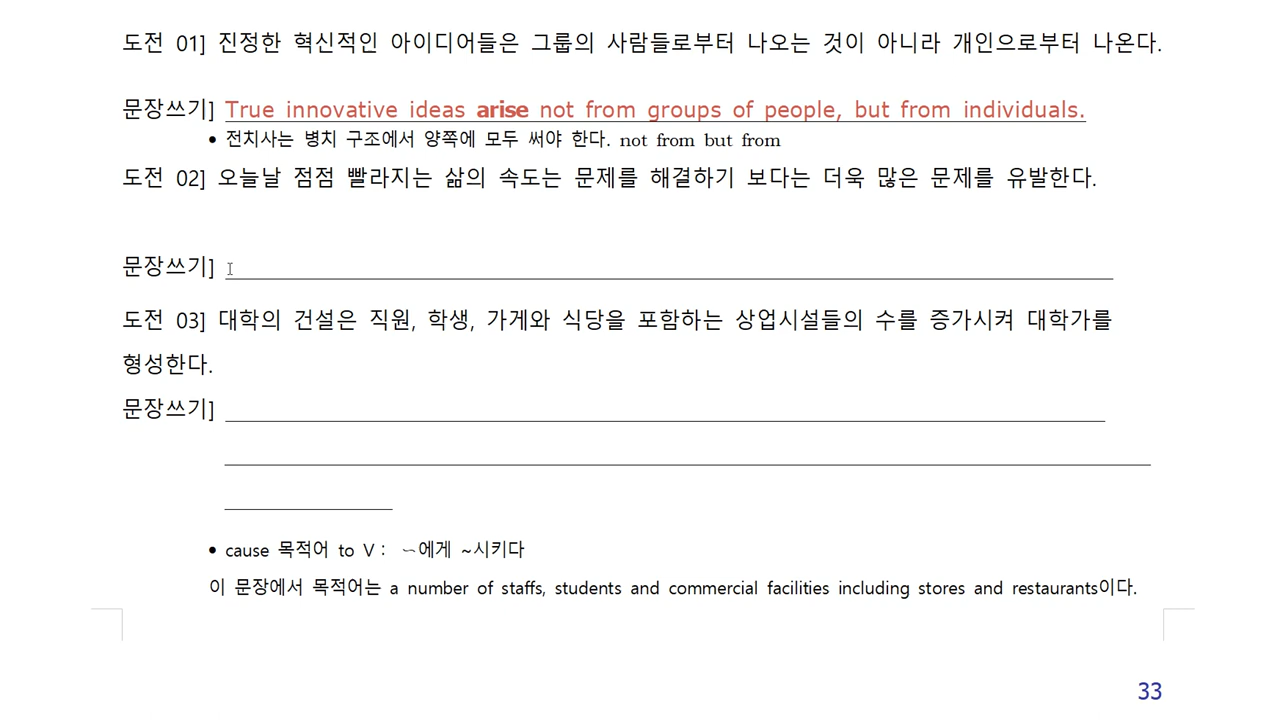 도전 01] 진정한 혁신적인 아이디어들은 그룹의 사람들로부터 나오는 것이 아니라 개인으로부터 나온다.
문장쓰기] True innovative ideas arise not from groups of people, but from individuals.
• 전치사는 병치 구조에서 양쪽에 모두 써야 한다. not from but from
도전 02] 오늘날 점점 빨라지는 삶의 속도는 문제를 해결하기 보다는 더욱 많은 문제를 유발한다.
문장쓰기]
도전 03] 대학의 건설은 직원, 학생, 가게와 식당을 포함하는 상업시설들의 수를 증가시켜 대학가를
형성한다.
문장쓰기]
• cause 목적어 to V : ∽에게 ~시키다
이 문장에서 목적어는 a number of staffs, students and commercial facilities including stores and restaurants이다.
33